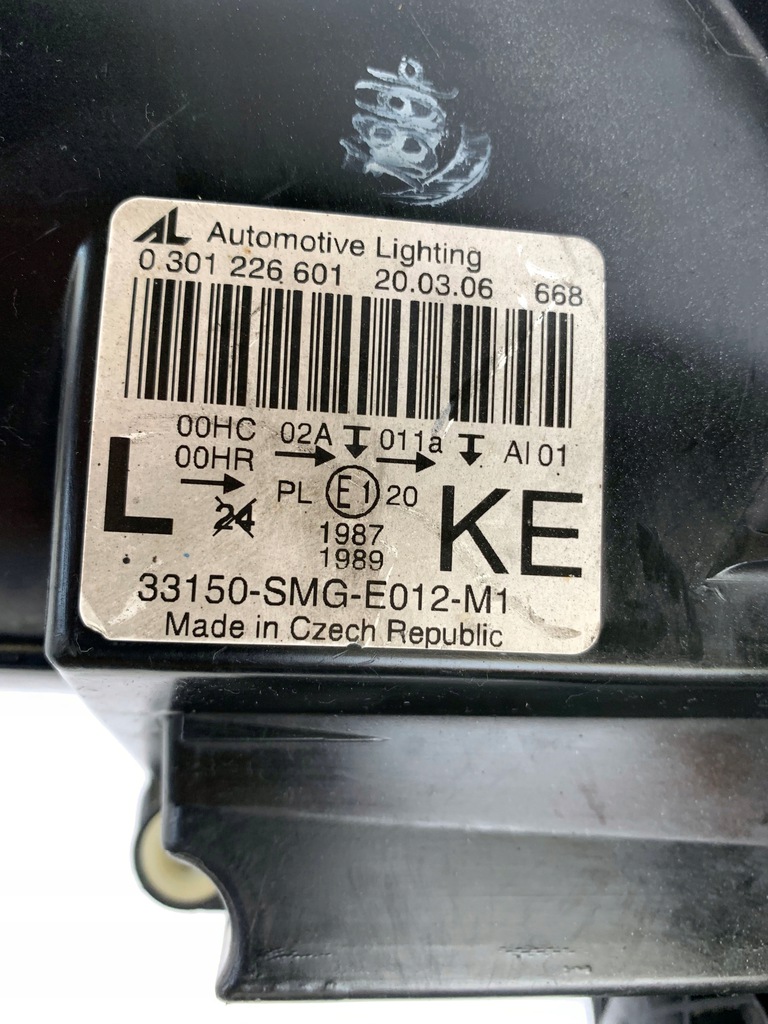 AL Automotive Lighting
0 301 226 601 20.03.06 668
00HC 02A 011a AI 01
00HR
L PL E1 20 KE
24
1987
1989
33150-SMG-E012-M1
Made in Czech Republic